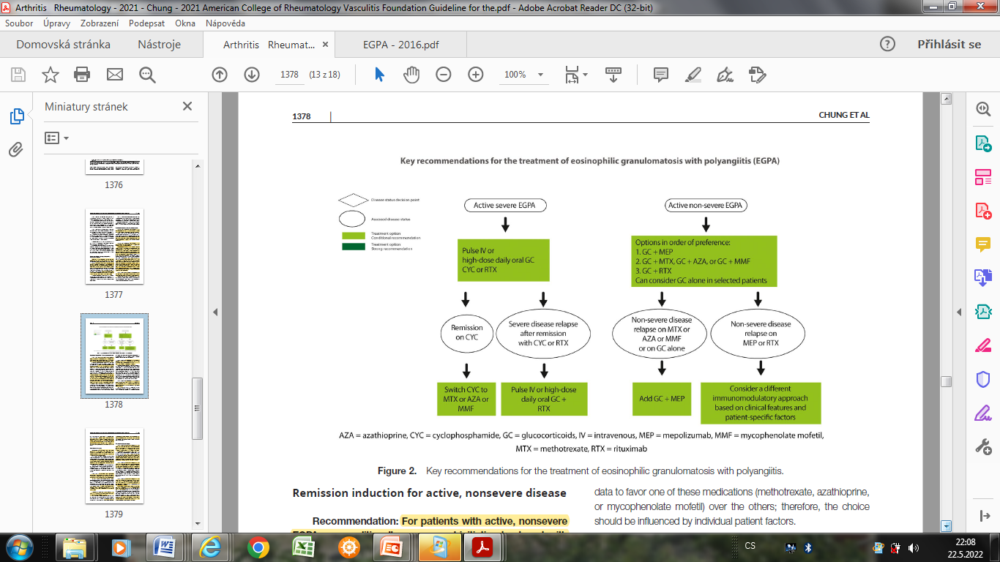 Arthritis Rheumatology - 2021 - Chung - 2021 American College of Rheumatology Vasculitis Foundation Guideline for the.pdf - Adobe Acrobat Reader DC (32-bit)
Soubor Úpravy Zobrazení Podepsat Okna Nápověda
Domovská stránka Nástroje Arthritis Rheumat... × EGPA - 2016.pdf Přihlásit se
1378 (13 z 18) 100%
Miniatury stránek
1376
1377
1378
1379
1378 CHUNG ET AL
Key recommendations for the treatment of eosinophilic granulomatosis with polyangiitis (EGPA)
Disease status decision point
Assessed disease status
Treatment option
Conditional recommendation
Treatment option
Strong recommendation
Active severe EGPA
Pulse IV or
high-dose daily oral GC
CYC or RTX
Remission
on CYC
Severe disease relapse
after remission
with CYC or RTX
Switch CYC to
MTX or AZA or
MMF
Pulse IV or high-dose
daily oral GC +
RTX
Active non-severe EGPA
Options in order of preference:
1. GC + MEP
2. GC + MTX, GC + AZA, or GC + MMF
3. GC + RTX
Can consider GC alone in selected patients
Non-severe disease
relapse on MTX or
AZA or MMF
or on GC alone
Non-severe disease
relapse on
MEP or RTX
Add GC + MEP
Consider a different
immunomodulatory approach
based on clinical features and
patient-specific factors
AZA = azathioprine, CYC = cyclophosphamide, GC = glucocorticoids, IV = intravenous, MEP = mepolizumab, MMF = mycophenolate mofetil,
MTX = methotrexate, RTX = rituximab
Figure 2. Key recommendations for the treatment of eosinophilic granulomatosis with polyangiitis.
Remission induction for active, nonsevere disease
Recommendation: For patients with active, nonsevere
data to favor one of these medications (methotrexate, azathioprine,
or mycophenolate mofetil) over the others; therefore, the choice
should be influenced by individual patient factors.
CS
22:08
22.5.2022